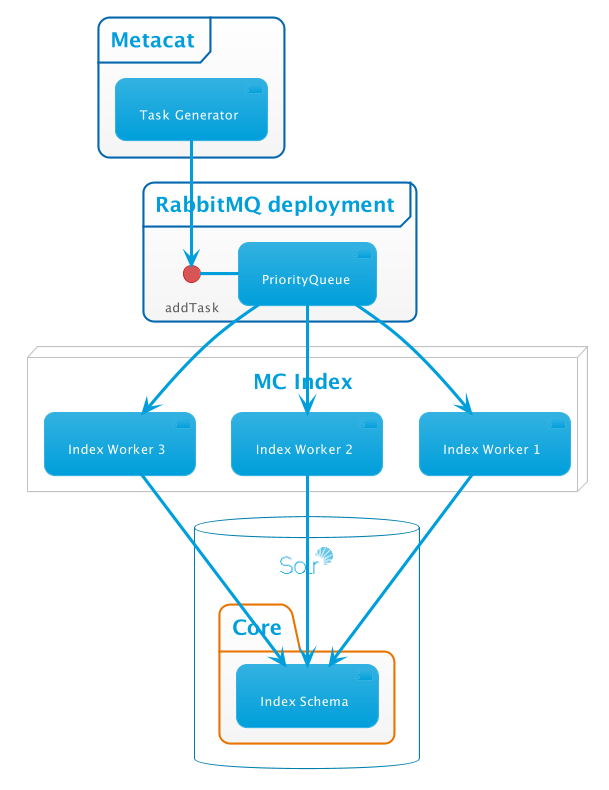 Metacat
Task Generator
RabbitMQ deployment
PriorityQueue
addTask
MC Index
Index Worker 3
Index Worker 2
Index Worker 1
Solr
Core
Index Schema